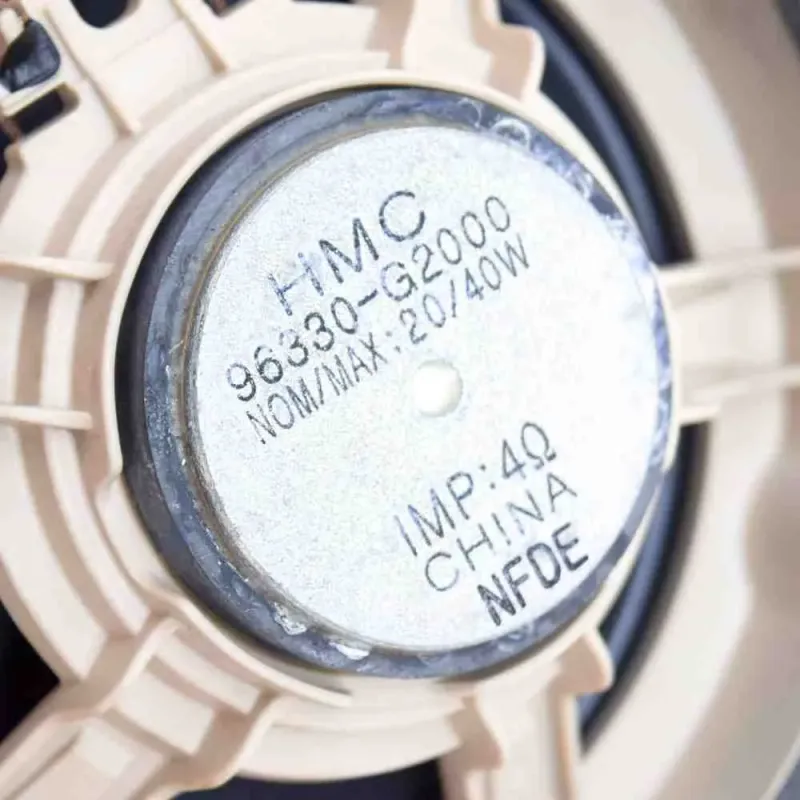 HMC
96330-G2000
NOM/MAX:20/40W
IMP:4Ω
CHINA
NFDE